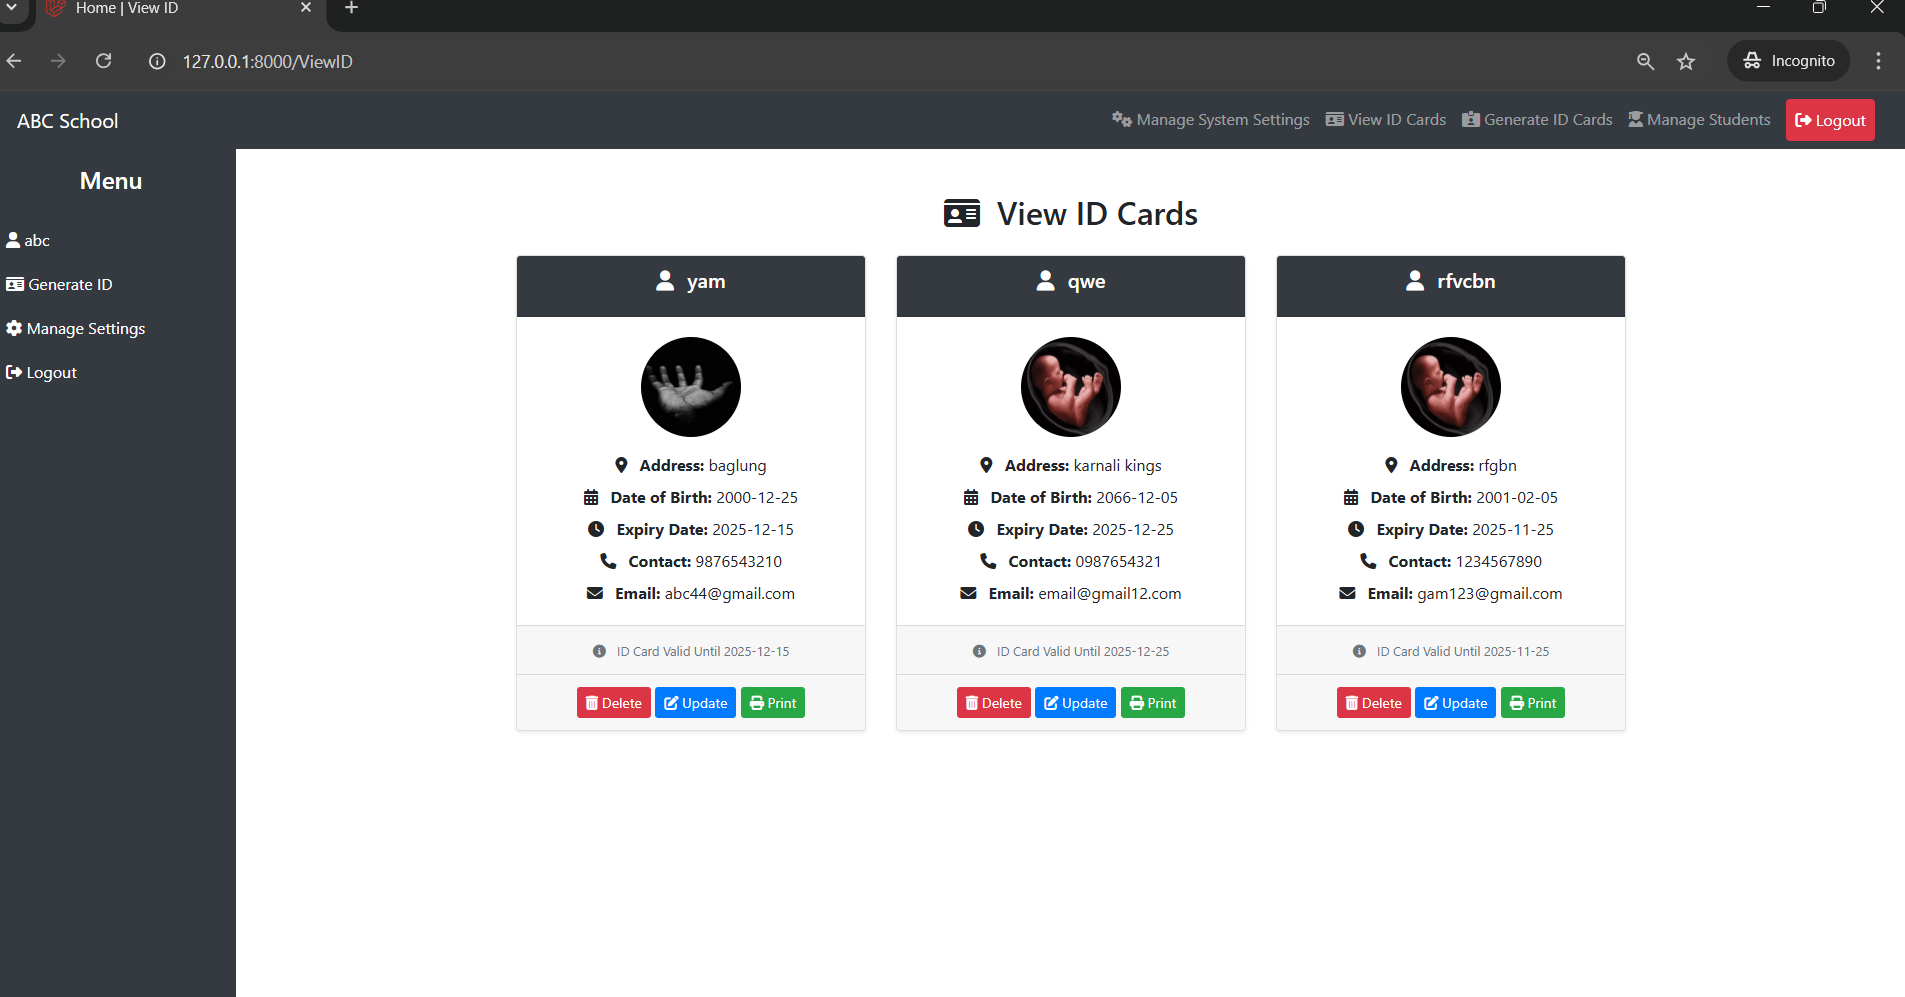 Home | View ID
127.0.0.1:8000/ViewID
Incognito
ABC School
Manage System Settings View ID Cards Generate ID Cards Manage Students Logout
Menu
abc
Generate ID
Manage Settings
Logout
View ID Cards
yam
Address: baglung
Date of Birth: 2000-12-25
Expiry Date: 2025-12-15
Contact: 9876543210
Email: abc44@gmail.com
ID Card Valid Until 2025-12-15
Delete Update Print
qwe
Address: karnali kings
Date of Birth: 2066-12-05
Expiry Date: 2025-12-25
Contact: 0987654321
Email: email@gmail12.com
ID Card Valid Until 2025-12-25
Delete Update Print
rfvcbn
Address: rfgbn
Date of Birth: 2001-02-05
Expiry Date: 2025-11-25
Contact: 1234567890
Email: gam123@gmail.com
ID Card Valid Until 2025-11-25
Delete Update Print